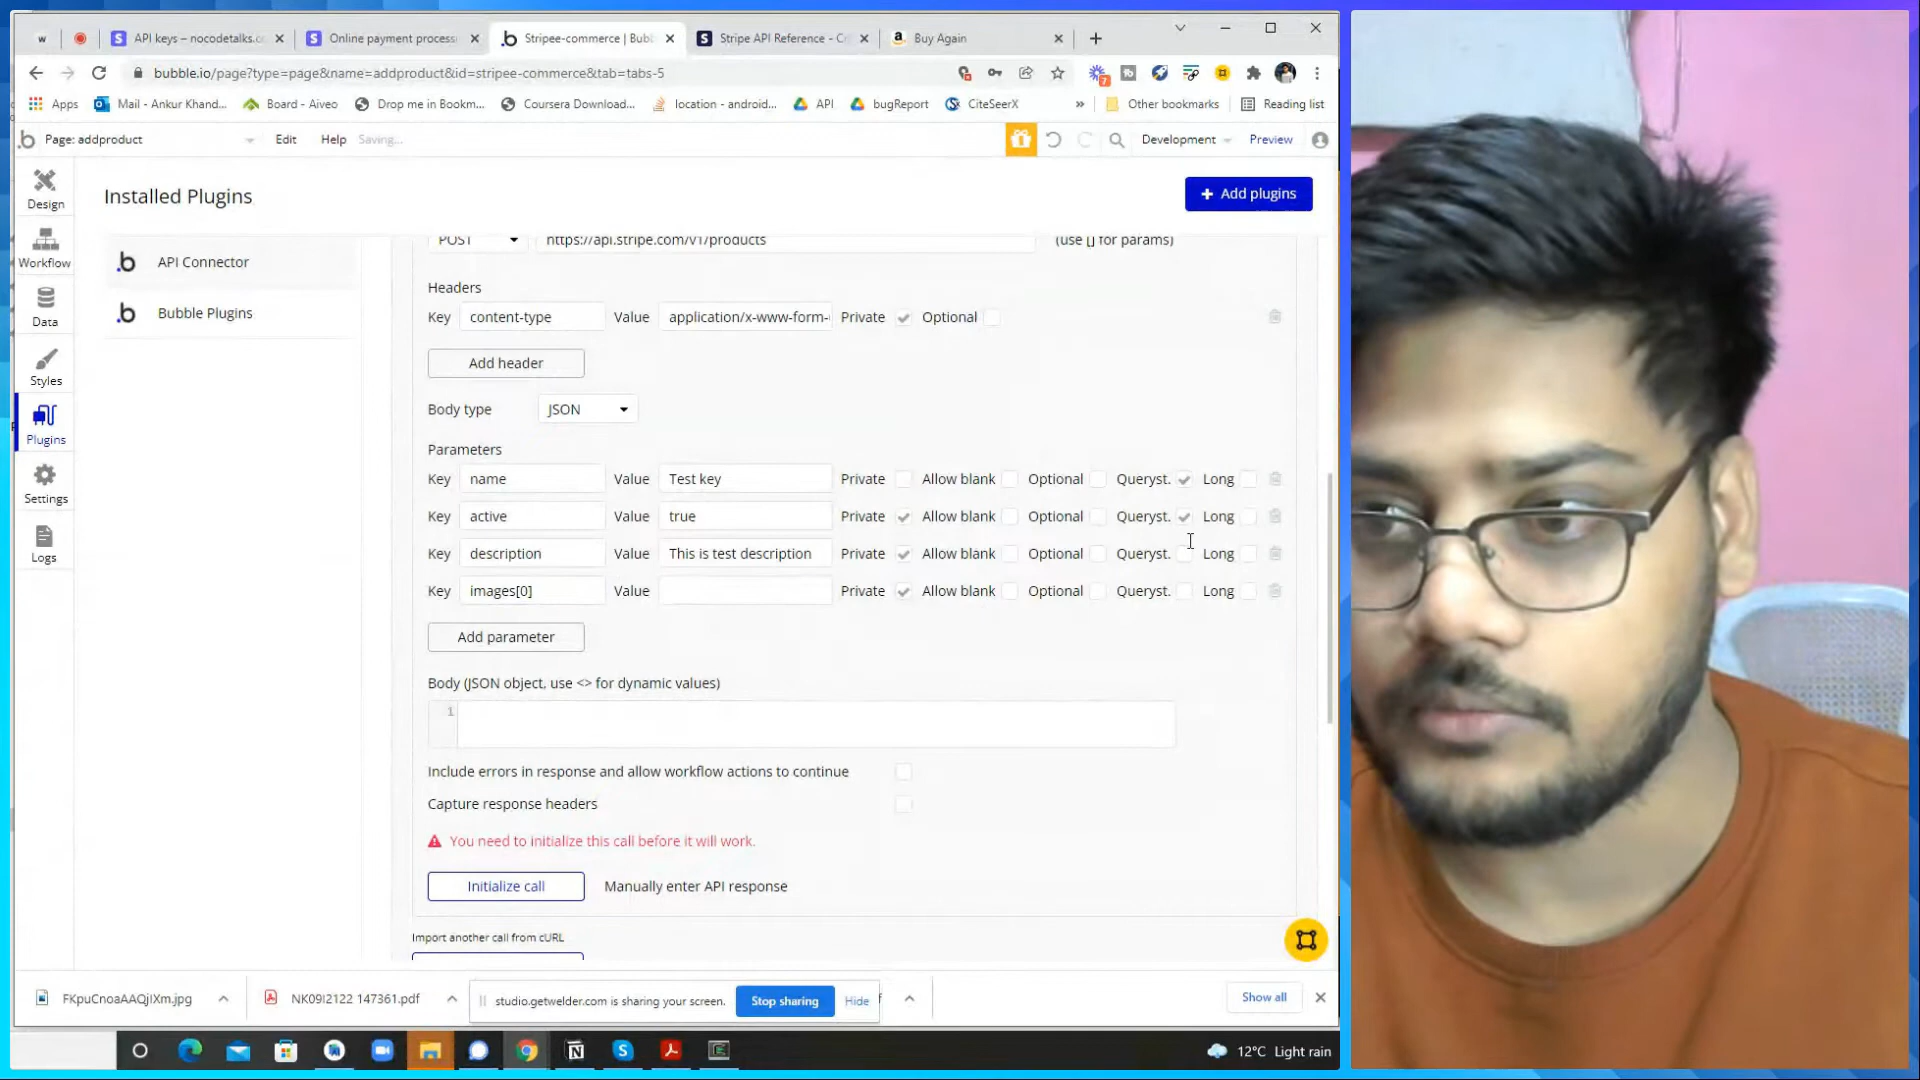 w
API keys – nocodetalks.c
Online payment process
Stripee-commerce | Bubb
Stripe API Reference - C
Buy Again
bubble.io/page?type=page&name=addproduct&id=stripee-commerce&tab=tabs-5
7
Apps
Mail - Ankur Khand...
Board - Aiveo
Drop me in Bookm...
Coursera Download...
location - android...
API
bugReport
CiteSeerX
»
Other bookmarks
Reading list
Page: addproduct
Edit
Help
Saving...
Development
Preview
Design
Workflow
Data
Styles
Plugins
Settings
Logs
Installed Plugins
+ Add plugins
API Connector
Bubble Plugins
POST
https://api.stripe.com/v1/products
(use [] for params)
Headers
Key content-type Value application/x-www-form- Private Optional
Add header
Body type JSON
Parameters
Key name Value Test key Private Allow blank Optional Queryst. Long
Key active Value true Private Allow blank Optional Queryst. Long
Key description Value This is test description Private Allow blank Optional Queryst. Long
Key images[0] Value Private Allow blank Optional Queryst. Long
Add parameter
Body (JSON object, use <> for dynamic values)
1
Include errors in response and allow workflow actions to continue
Capture response headers
You need to initialize this call before it will work.
Initialize call
Manually enter API response
Import another call from cURL
FKpuCnoaAAQjIXm.jpg
NK09I2122 147361.pdf
studio.getwelder.com is sharing your screen.
Stop sharing
Hide
Show all
12°C Light rain